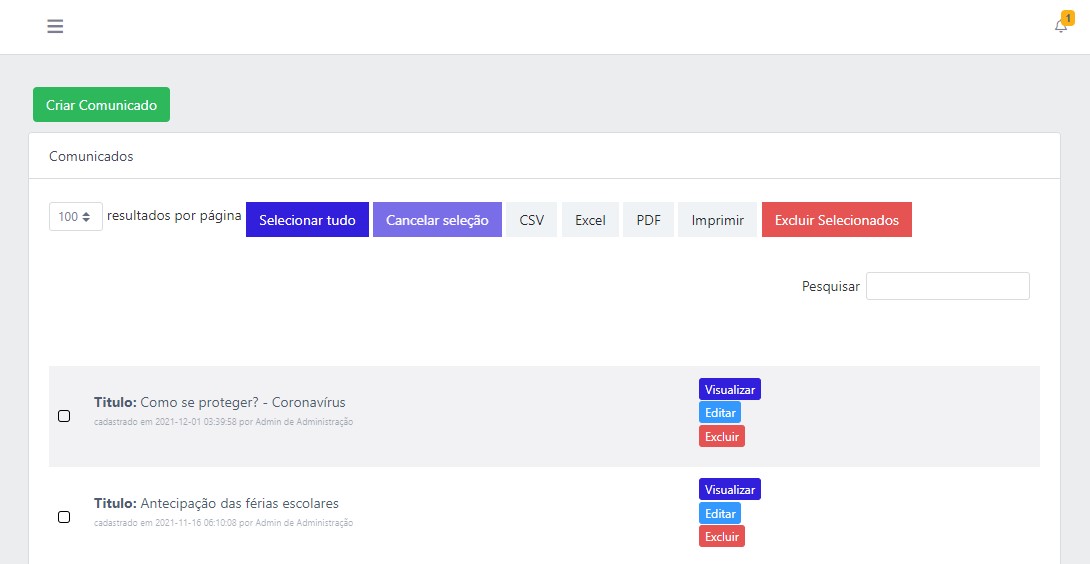 1
Criar Comunicado
Comunicados
100 resultados por página Selecionar tudo Cancelar seleção CSV Excel PDF Imprimir Excluir Selecionados
Pesquisar
Titulo: Como se proteger? - Coronavírus
cadastrado em 2021-12-01 03:39:58 por Admin de Administração
Visualizar
Editar
Excluir
Titulo: Antecipação das férias escolares
cadastrado em 2021-11-16 06:10:08 por Admin de Administração
Visualizar
Editar
Excluir